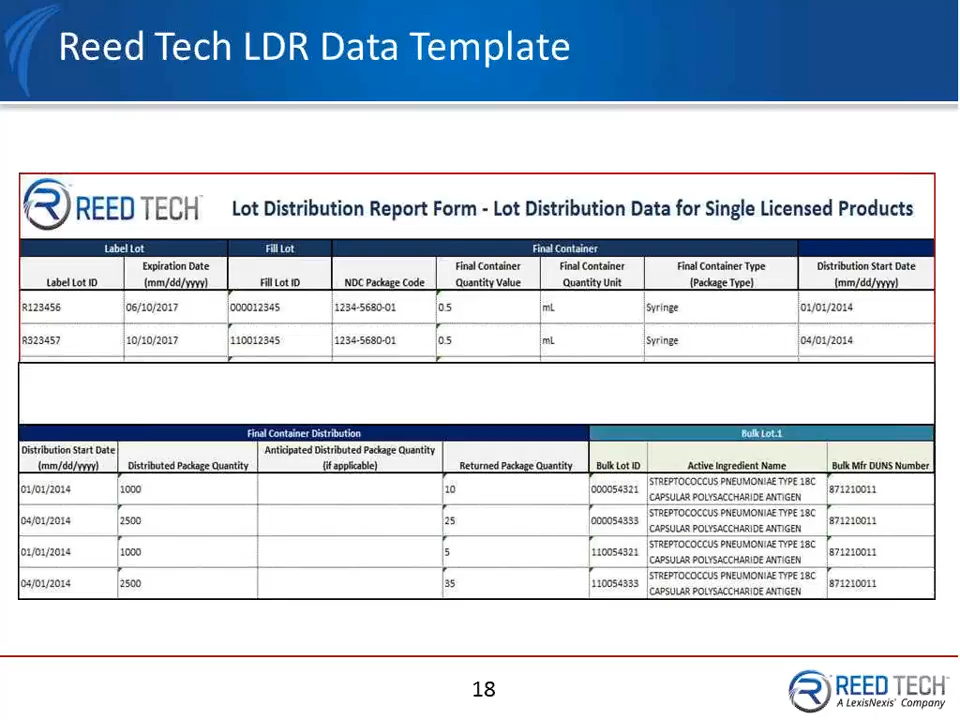 Reed Tech LDR Data Template
REED TECH™
Lot Distribution Report Form - Lot Distribution Data for Single Licensed Products
Label Lot Fill Lot Final Container
Label Lot ID Expiration Date (mm/dd/yyyy) Fill Lot ID NDC Package Code Final Container Quantity Value Final Container Quantity Unit Final Container Type (Package Type) Distribution Start Date (mm/dd/yyyy)
R123456 06/10/2017 000012345 1234-5680-01 0.5 mL Syringe 01/01/2014
R323457 10/10/2017 110012345 1234-5680-01 0.5 mL Syringe 04/01/2014
Final Container Distribution Bulk Lot.1
Distribution Start Date (mm/dd/yyyy) Distributed Package Quantity Anticipated Distributed Package Quantity (if applicable) Returned Package Quantity Bulk Lot ID Active Ingredient Name Bulk Mfr DUNS Number
01/01/2014 1000 10 000054321 STREPTOCOCCUS PNEUMONIAE TYPE 18C CAPSULAR POLYSACCHARIDE ANTIGEN 871210011
04/01/2014 2500 25 000054333 STREPTOCOCCUS PNEUMONIAE TYPE 18C CAPSULAR POLYSACCHARIDE ANTIGEN 871210011
01/01/2014 1000 5 110054321 STREPTOCOCCUS PNEUMONIAE TYPE 18C CAPSULAR POLYSACCHARIDE ANTIGEN 871210011
04/01/2014 2500 35 110054333 STREPTOCOCCUS PNEUMONIAE TYPE 18C CAPSULAR POLYSACCHARIDE ANTIGEN 871210011
18
REED TECH™
A LexisNexis® Company